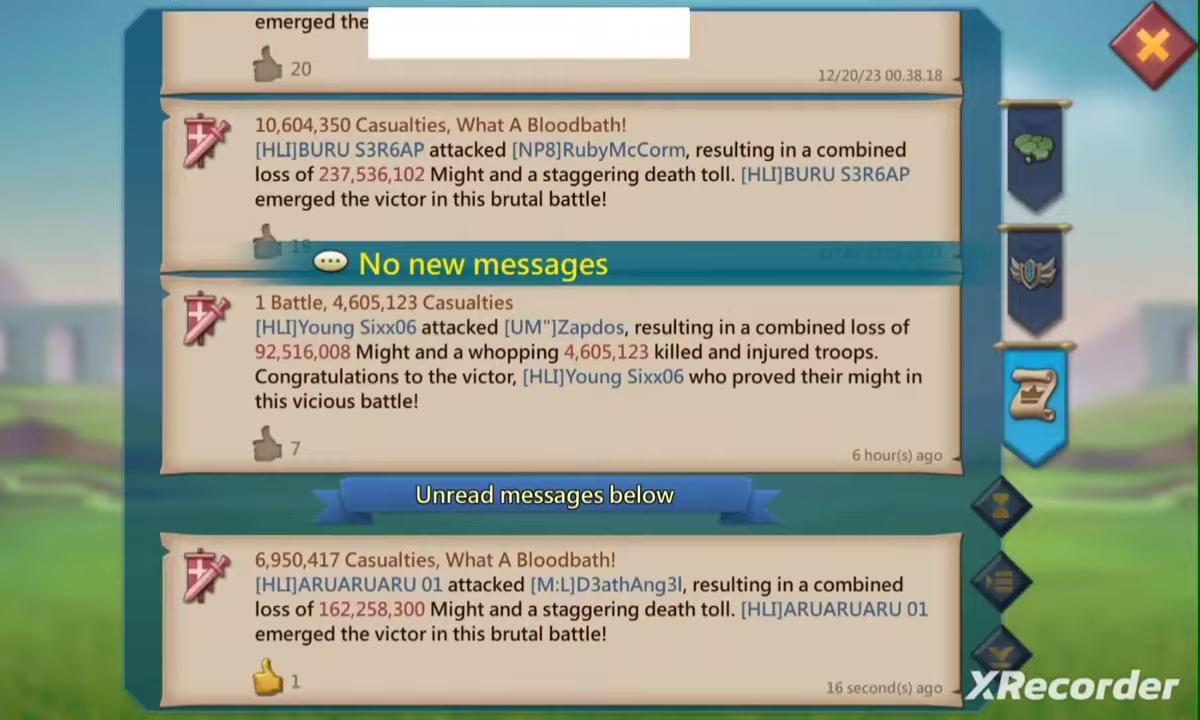 emerged the
20
12/20/23 00.38.18
10,604,350 Casualties, What A Bloodbath!
[HLI]BURU S3R6AP attacked [NP8]RubyMcCorm, resulting in a combined
loss of 237,536,102 Might and a staggering death toll. [HLI]BURU S3R6AP
emerged the victor in this brutal battle!
19
No new messages
1 Battle, 4,605,123 Casualties
[HLI]Young Sixx06 attacked [UM"]Zapdos, resulting in a combined loss of
92,516,008 Might and a whopping 4,605,123 killed and injured troops.
Congratulations to the victor, [HLI]Young Sixx06 who proved their might in
this vicious battle!
7
6 hour(s) ago
Unread messages below
6,950,417 Casualties, What A Bloodbath!
[HLI]ARUARUARU 01 attacked [M:L]D3athAng3l, resulting in a combined
loss of 162,258,300 Might and a staggering death toll. [HLI]ARUARUARU 01
emerged the victor in this brutal battle!
1
16 second(s) ago
XRecorder